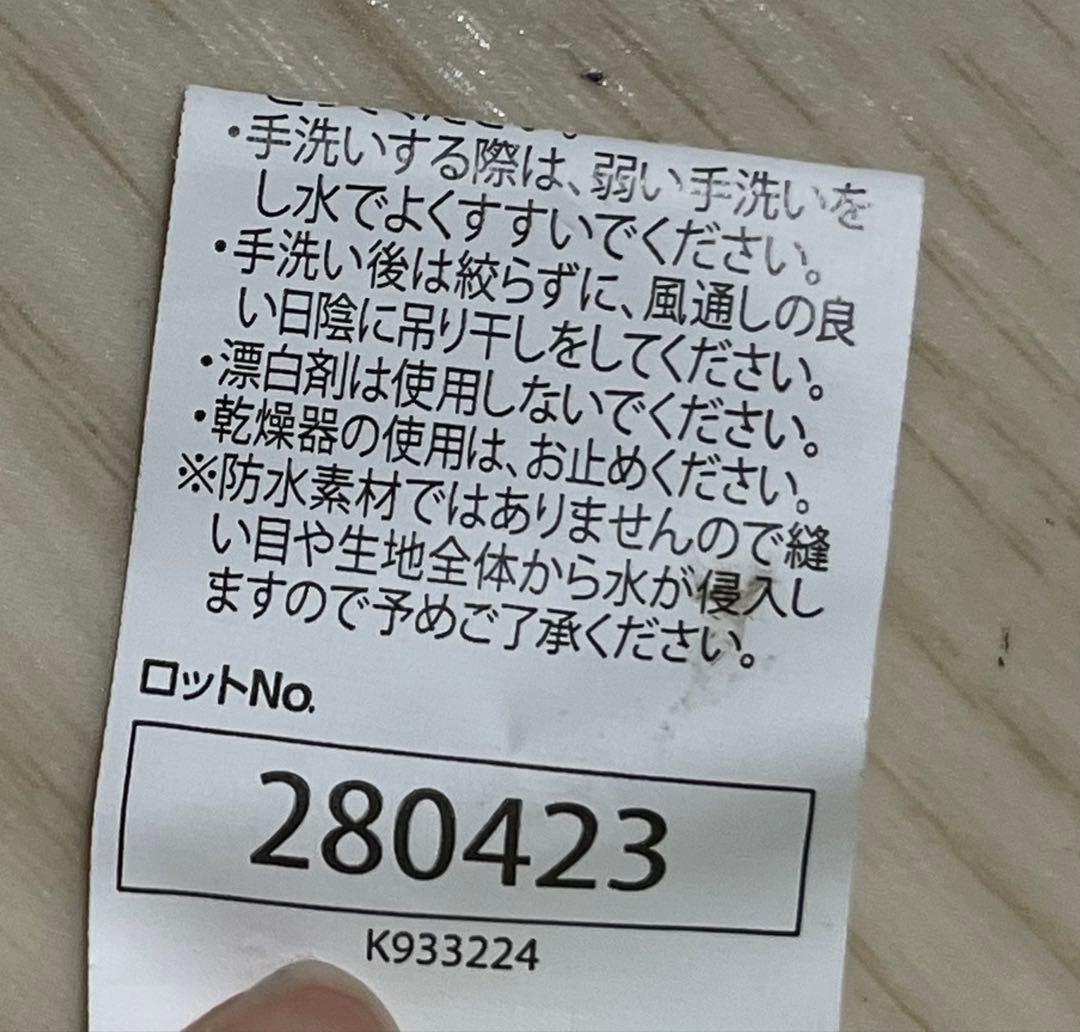 ください。
・手洗いする際は、弱い手洗いを
し水でよくすすいでください。
・手洗い後は絞らずに、風通しの良
い日陰に吊り干しをしてください。
・漂白剤は使用しないでください。
・乾燥器の使用は、お止めください。
※防水素材ではありませんので縫
い目や生地全体から水が侵入し
ますので予めご了承ください。
ロットNo.
280423
K933224